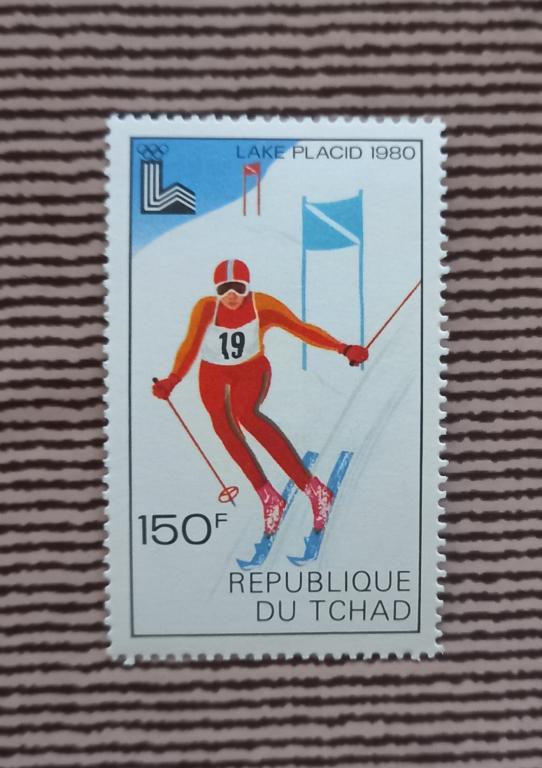 LAKE PLACID 1980
19
150F
REPUBLIQUE
DU TCHAD